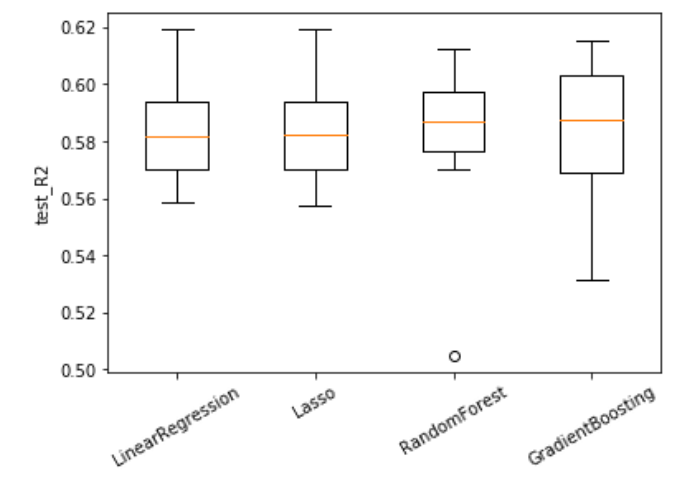 test_R2
0.62
0.60
0.58
0.56
0.54
0.52
0.50
LinearRegression
Lasso
RandomForest
GradientBoosting